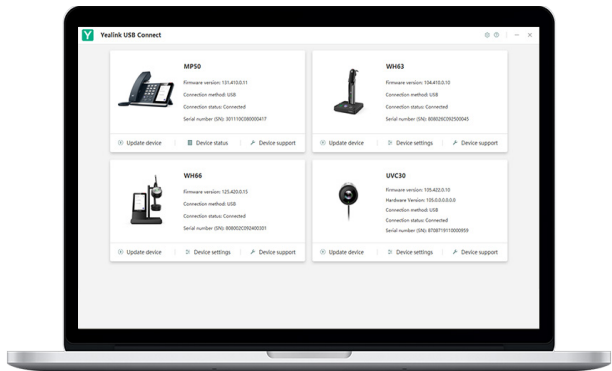 Yealink USB Connect
MP50
Firmware version: 131.410.0.11
Connection method: USB
Connection status: Connected
Serial number (SN): 301110C080000417
Update device
Device status
Device support
WH63
Firmware version: 104.410.0.10
Connection method: USB
Connection status: Connected
Serial number (SN): 808026C092500045
Update device
Device settings
Device support
WH66
Firmware version: 125.420.0.15
Connection method: USB
Connection status: Connected
Serial number (SN): 808002C092400301
Update device
Device settings
Device support
UVC30
Firmware version: 105.420.0.10
Hardware Version: 105.0.0.0.0.0.0
Connection method: USB
Connection status: Connected
Serial number (SN): 8708719110000959
Update device
Device settings
Device support